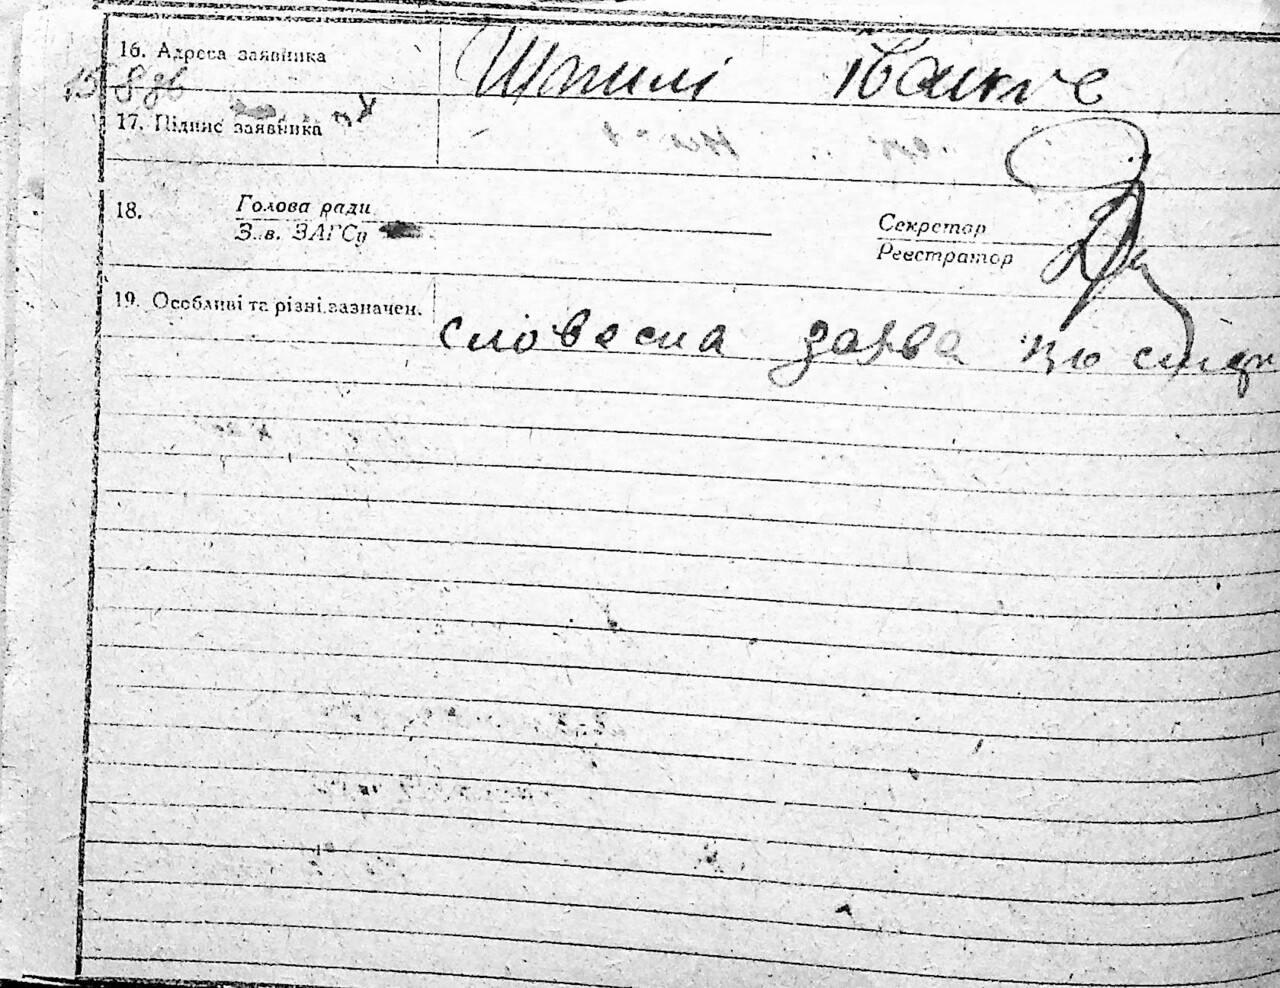 16. Адреса заявника Шпилі
17. Підпис заявника
18. Голова ради Секретар
Зав. ЗАГСу Реєстратор
19. Особливі та різні зазначен.
словесна заява